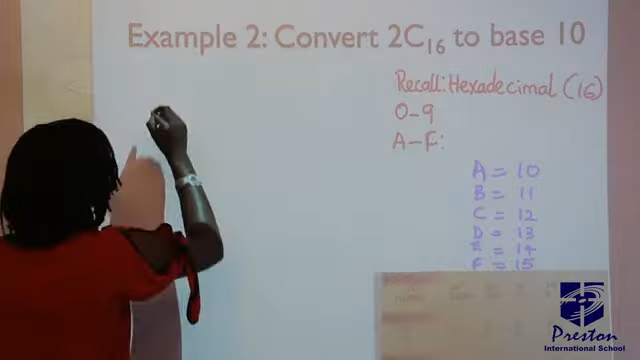 Example 2: Convert 2C₁₆ to base 10
Recall: Hexadecimal (16)
0-9
A-F:
A = 10
B = 11
C = 12
D = 13
E = 14
F = 15
Preston
International School